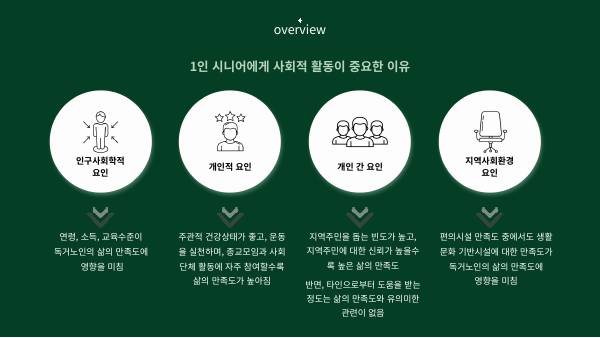 overview
1인 시니어에게 사회적 활동이 중요한 이유
인구사회학적
요인
개인적 요인
개인 간 요인
지역사회환경
요인
연령, 소득, 교육수준이
독거노인의 삶의 만족도에
영향을 미침
주관적 건강상태가 좋고, 운동
을 실천하며, 종교모임과 사회
단체 활동에 자주 참여할수록
삶의 만족도가 높아짐
지역주민을 돕는 빈도가 높고,
지역주민에 대한 신뢰가 높을수
록 높은 삶의 만족도
반면, 타인으로부터 도움을 받는
정도는 삶의 만족도와 유의미한
관련이 없음
편의시설 만족도 중에서도 생활
문화 기반시설에 대한 만족도가
독거노인의 삶의 만족도에
영향을 미침